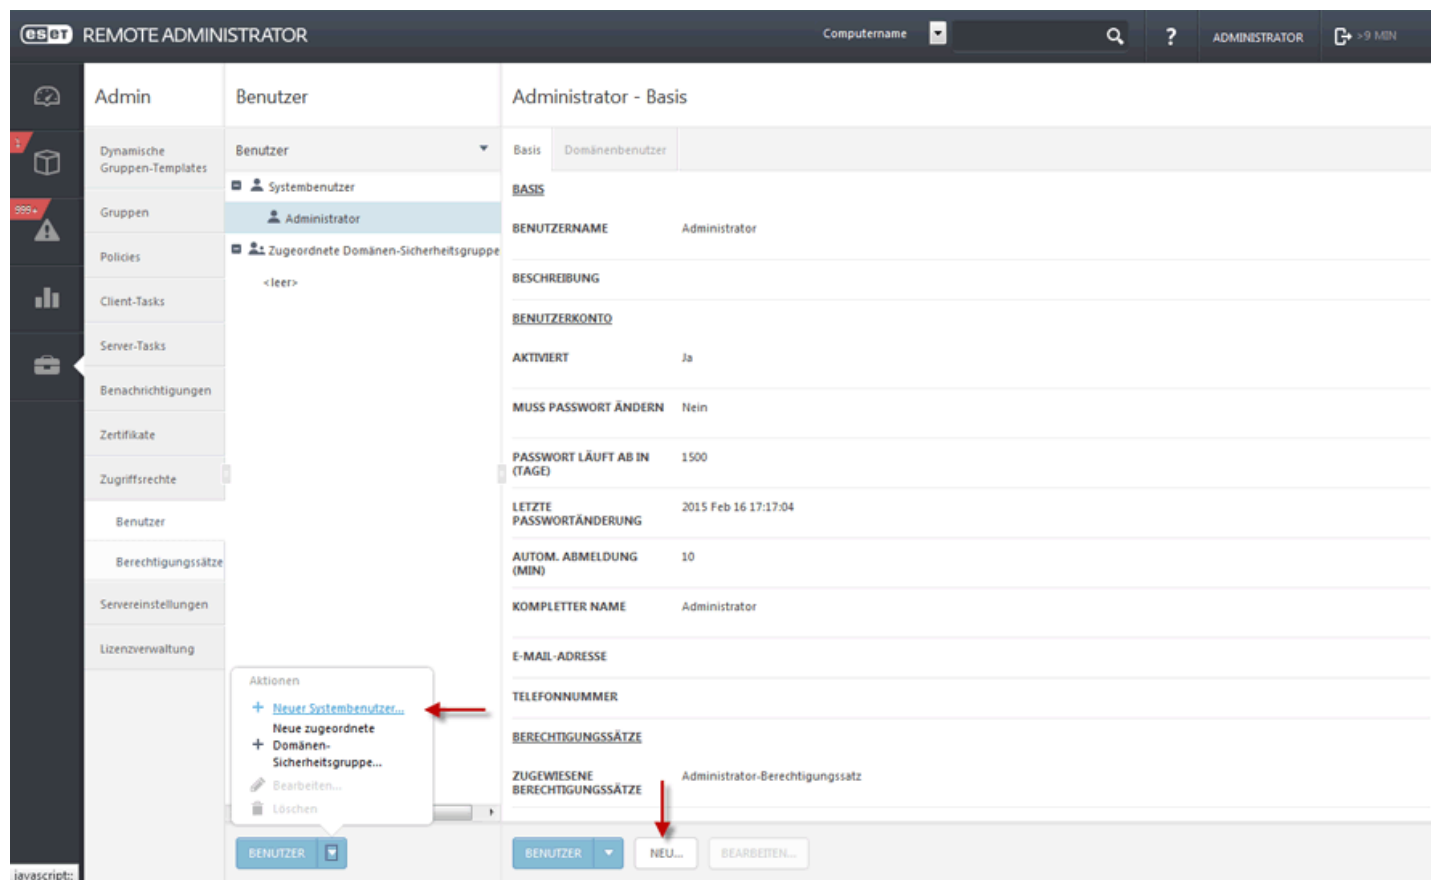 eset REMOTE ADMINISTRATOR
Computername
?
ADMINISTRATOR
>9 MIN
Admin
Benutzer
Administrator - Basis
1
999+
Dynamische
Gruppen-Templates
Gruppen
Policies
Client-Tasks
Server-Tasks
Benachrichtigungen
Zertifikate
Zugriffsrechte
Benutzer
Berechtigungssätze
Servereinstellungen
Lizenzverwaltung
Benutzer
Systembenutzer
Administrator
Zugeordnete Domänen-Sicherheitsgruppe
<leer>
Aktionen
Neuer Systembenutzer...
Neue zugeordnete
Domänen-
Sicherheitsgruppe...
Bearbeiten...
Löschen
BENUTZER
Basis Domänenbenutzer
BASIS
BENUTZERNAME Administrator
BESCHREIBUNG
BENUTZERKONTO
AKTIVIERT Ja
MUSS PASSWORT ÄNDERN Nein
PASSWORT LÄUFT AB IN 1500
(TAGE)
LETZTE 2015 Feb 16 17:17:04
PASSWORTÄNDERUNG
AUTOM. ABMELDUNG 10
(MIN)
KOMPLETTER NAME Administrator
E-MAIL-ADRESSE
TELEFONNUMMER
BERECHTIGUNGSSÄTZE
ZUGEWIESENE Administrator-Berechtigungssatz
BERECHTIGUNGSSÄTZE
BENUTZER
NEU...
BEARBEITEN...
javascript:;